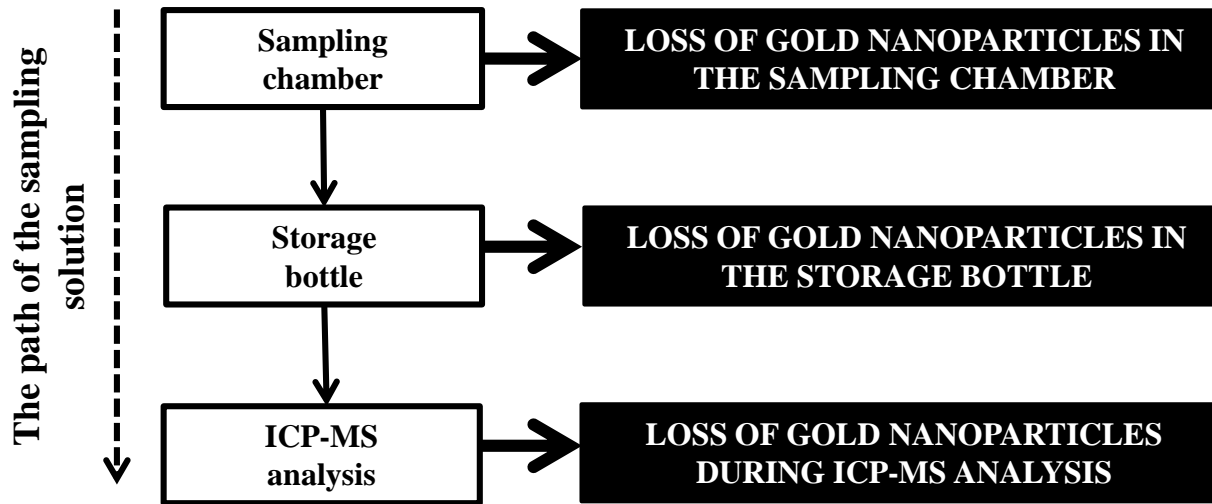 The path of the sampling
solution
Sampling
chamber
LOSS OF GOLD NANOPARTICLES IN
THE SAMPLING CHAMBER
Storage
bottle
LOSS OF GOLD NANOPARTICLES IN
THE STORAGE BOTTLE
ICP-MS
analysis
LOSS OF GOLD NANOPARTICLES
DURING ICP-MS ANALYSIS